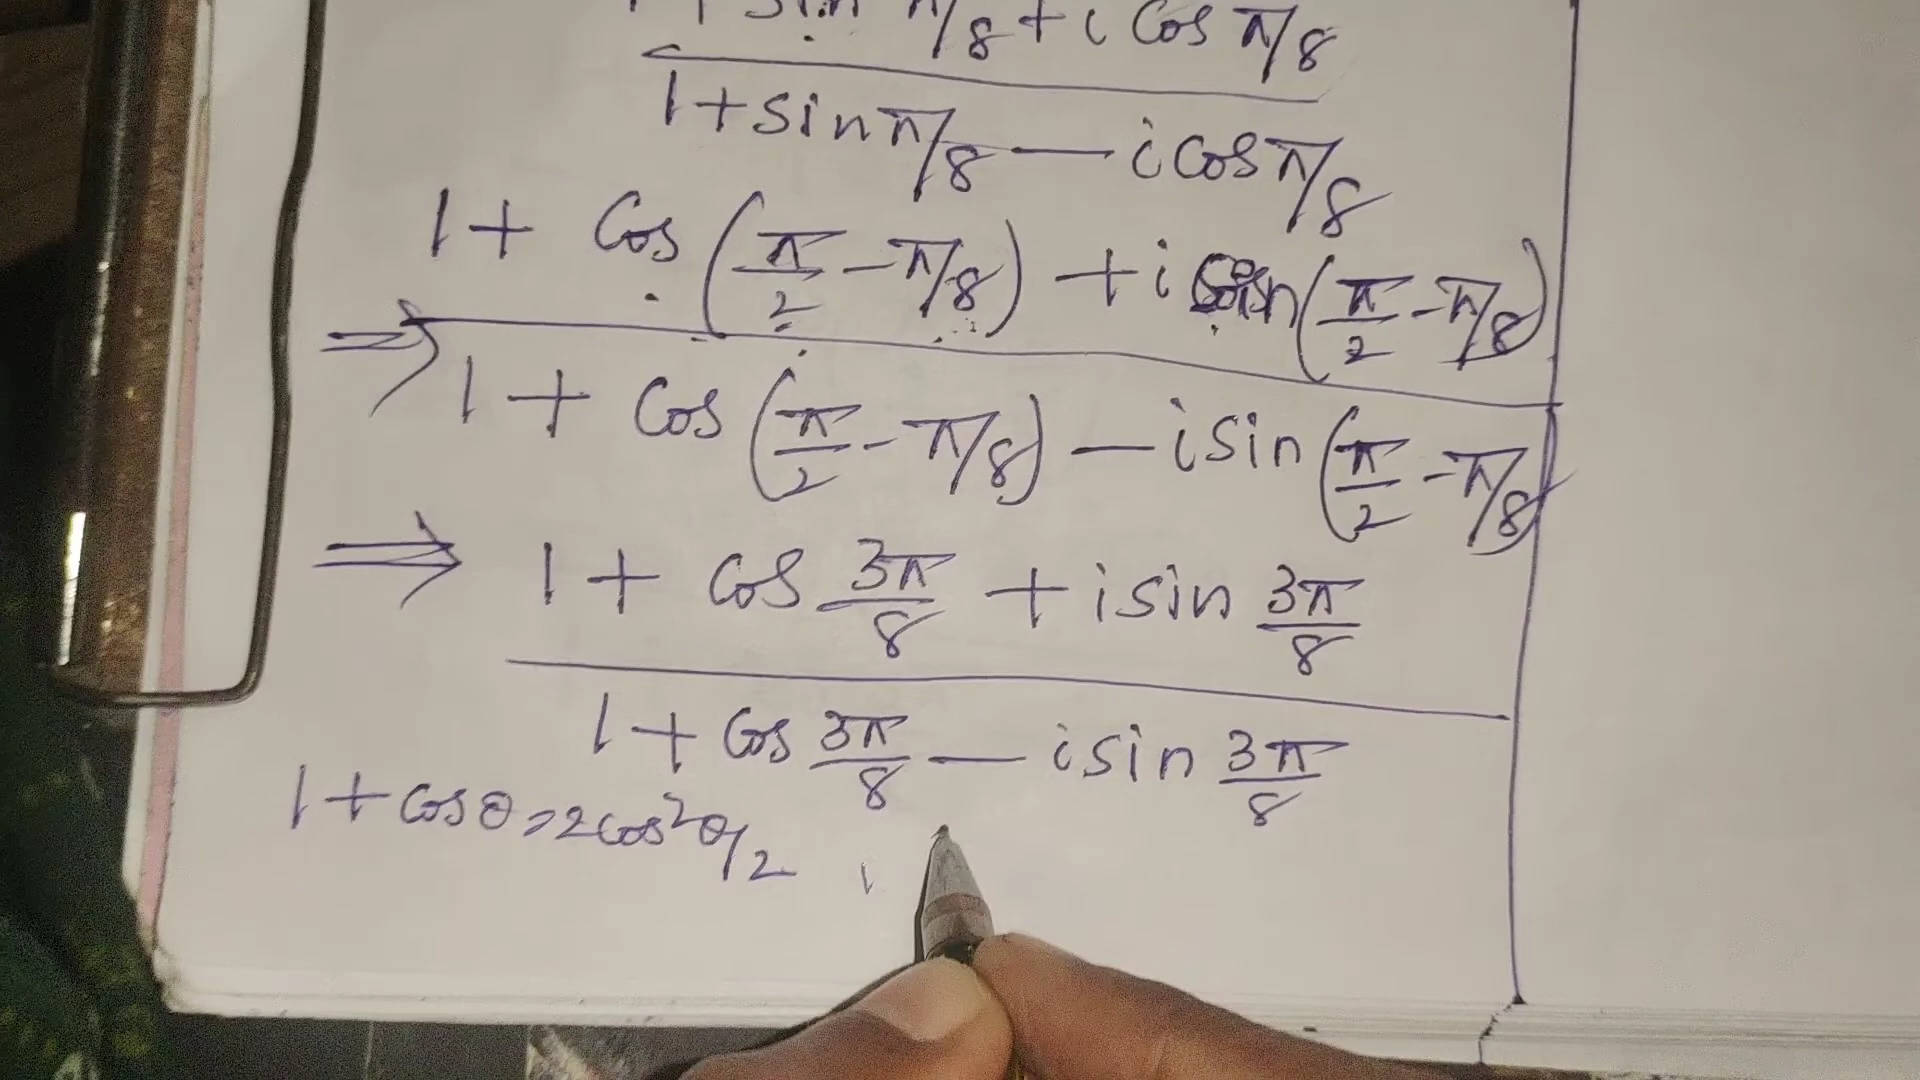 1 + sin π/8 + i cos π/8
1 + sin π/8 — i cos π/8
1 + Cos (π/2 - π/8) + i sin (π/2 - π/8)
⇒
1 + Cos (π/2 - π/8) — i sin (π/2 - π/8)
⇒ 1 + cos 3π/8 + i sin 3π/8
1 + Cos 3π/8 — i sin 3π/8
1 + cos θ = 2 cos² θ/2 ,